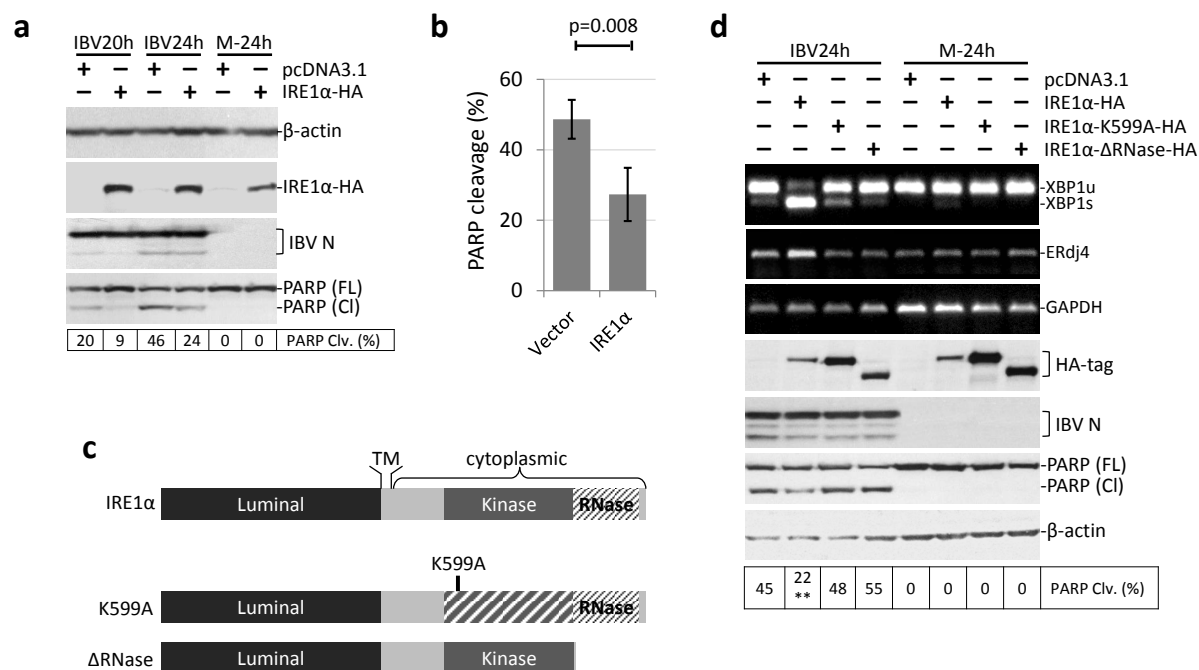 a
IBV20h IBV24h M-24h
+ − + − + − pcDNA3.1
− + − + − + IRE1α-HA
-β-actin
-IRE1α-HA
IBV N
-PARP (FL)
-PARP (Cl)
20 9 46 24 0 0 PARP Clv. (%)
b
p=0.008
PARP cleavage (%)
60
40
20
0
Vector
IRE1α
c
TM cytoplasmic
IRE1α Luminal Kinase RNase
K599A
K599A Luminal RNase
ΔRNase Luminal Kinase
d
IBV24h M-24h
+ − − − + − − − pcDNA3.1
− + − − − + − − IRE1α-HA
− − + − − − + − IRE1α-K599A-HA
− − − + − − − + IRE1α-ΔRNase-HA
-XBP1u
-XBP1s
-ERdj4
-GAPDH
HA-tag
IBV N
-PARP (FL)
-PARP (Cl)
-β-actin
45 22 48 55 0 0 0 0 PARP Clv. (%)
**